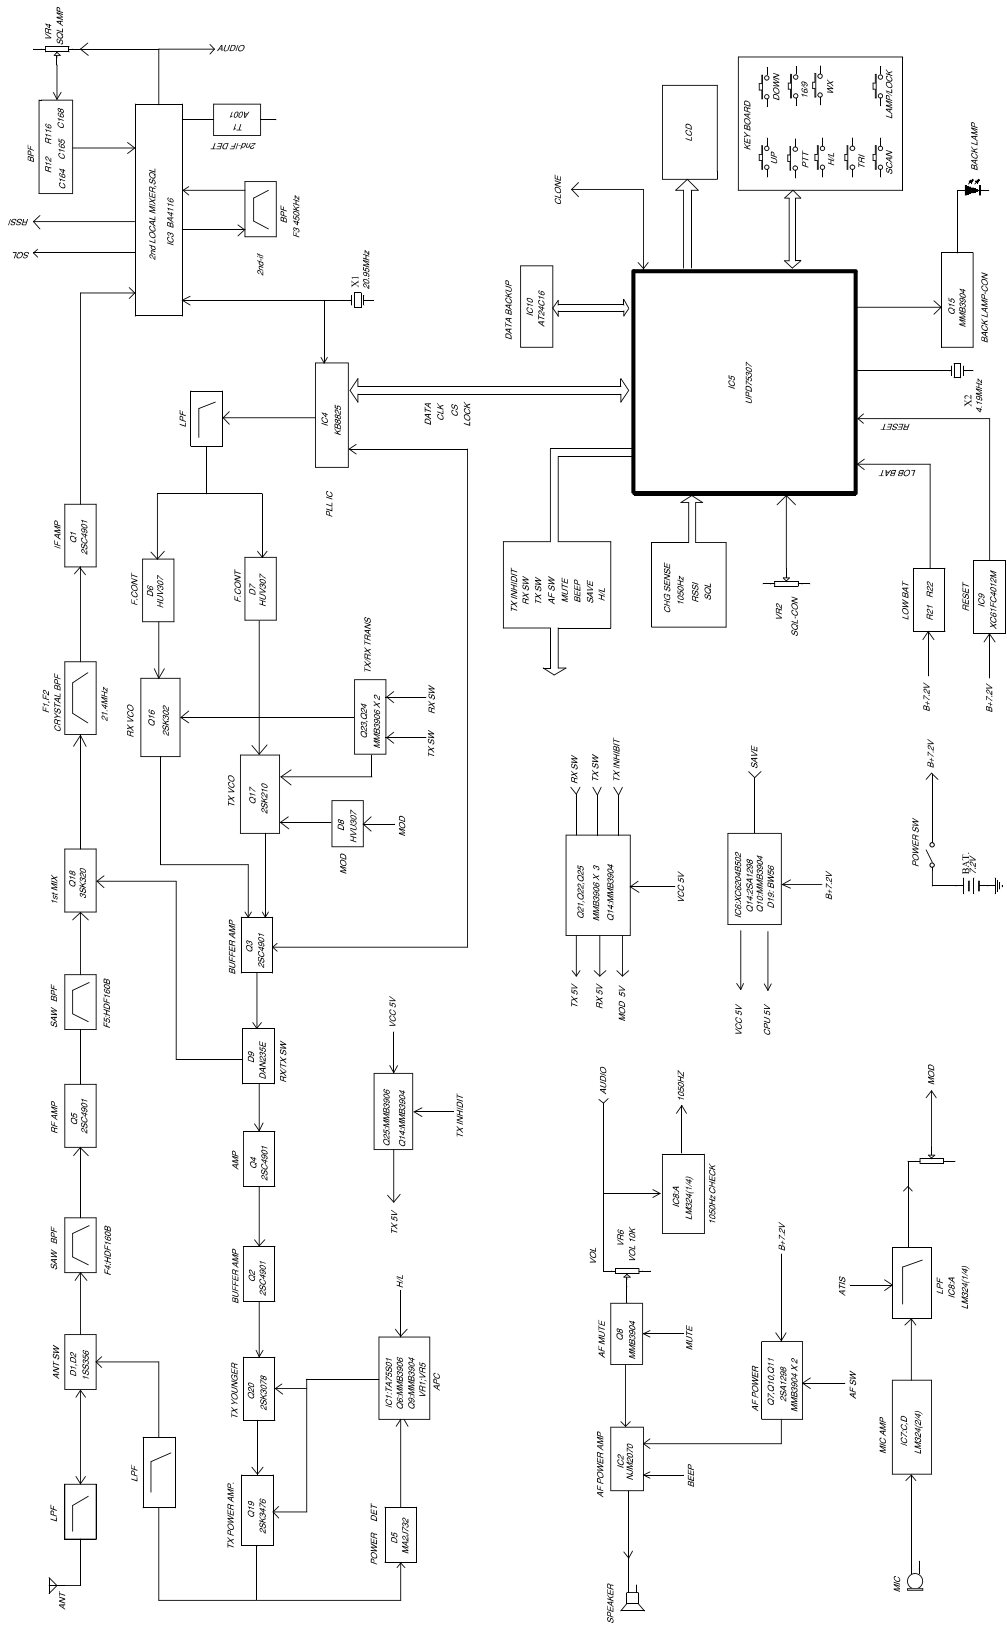 ANT
LPF
ANT SW
D1,D2
1SS356
SAW BPF
F4:HDF160B
RF AMP
Q5
2SC4901
SAW BPF
F5:HDF160B
1st MIX
Q18
3SK320
F1,F2
CRYSTAL BPF
21.4MHz
IF AMP
Q1
2SC4901
SQL
RSSI
BPF
R12 R116
C164 C165 C168
VR4
SQL AMP
AUDIO
2nd LOCAL MIXER,SQL
IC3 BA4116
T1
A001
2nd-IF DET
2nd-if
BPF
F3 450KHz
X1
20.95MHz
LPF
RX VCO
Q16
2SK302
F.CONT
D6
HUV307
F.CONT
D7
HUV307
LPF
PLL IC
IC4
KB8825
DATA
CLK
CS
LOCK
TX POWER AMP.
Q19
2SK3476
TX YOUNGER
Q20
2SK3078
BUFFER AMP
Q2
2SC4901
AMP
Q4
2SC4901
D9
DAN235E
RX/TX SW
BUFFER AMP
Q3
2SC4901
TX VCO
Q17
2SK210
MOD
D8
HVU307
MOD
TX/RX TRANS
Q23,Q24
MMB3906 X 2
TX SW
RX SW
POWER DET
D5
MA2J732
IC1:TA75S01
Q6:MMB3906
Q9:MMB3904
VR1;VR5
APC
H/L
TX 5V
Q25:MMB3906
Q14:MMB3904
VCC 5V
TX INHIDIT
TX INHIDIT
RX SW
TX SW
AF SW
MUTE
BEEP
SAVE
H/L
DATA BACKUP
IC10
AT24C16
CLONE
IC5
UPD75307
LCD
KEY BOARD
UP
DOWN
PTT
16/9
H/L
WX
TRI
SCAN
LAMP/LOCK
CHG SENSE
1050Hz
RSSI
SQL
VR2
SQL-CON
LOB BAT
RESET
X2
4.19MHz
Q15
MMB3904
BACK LAMP-CON
BACK LAMP
B+7.2V
LOW BAT
R21 R22
B+7.2V
RESET
IC9
XC61FC4012M
TX 5V
RX 5V
MOD 5V
Q21,Q22,Q25
MMB3906 X 3
Q14:MMB3904
RX SW
TX SW
TX INHIBIT
VCC 5V
VCC 5V
CPU 5V
IC6:XC6204B502
Q14:2SA1298
Q10:MMB3904
D19: BW56
SAVE
B+7.2V
POWER SW
B+7.2V
BAT.
7.2V
SPEAKER
AF POWER AMP
IC2
NJM2070
BEEP
AF MUTE
Q8
MMB3904
MUTE
VOL
VR6
VOL 10K
AUDIO
IC8:A
LM324(1/4)
1050Hz CHECK
1050HZ
AF POWER
Q7,Q10,Q11
2SA1298
MMB3904 X 2
B+7.2V
AF SW
MIC
MIC AMP
IC7:C,D
LM324(2/4)
ATIS
LPF
IC8:A
LM324(1/4)
MOD